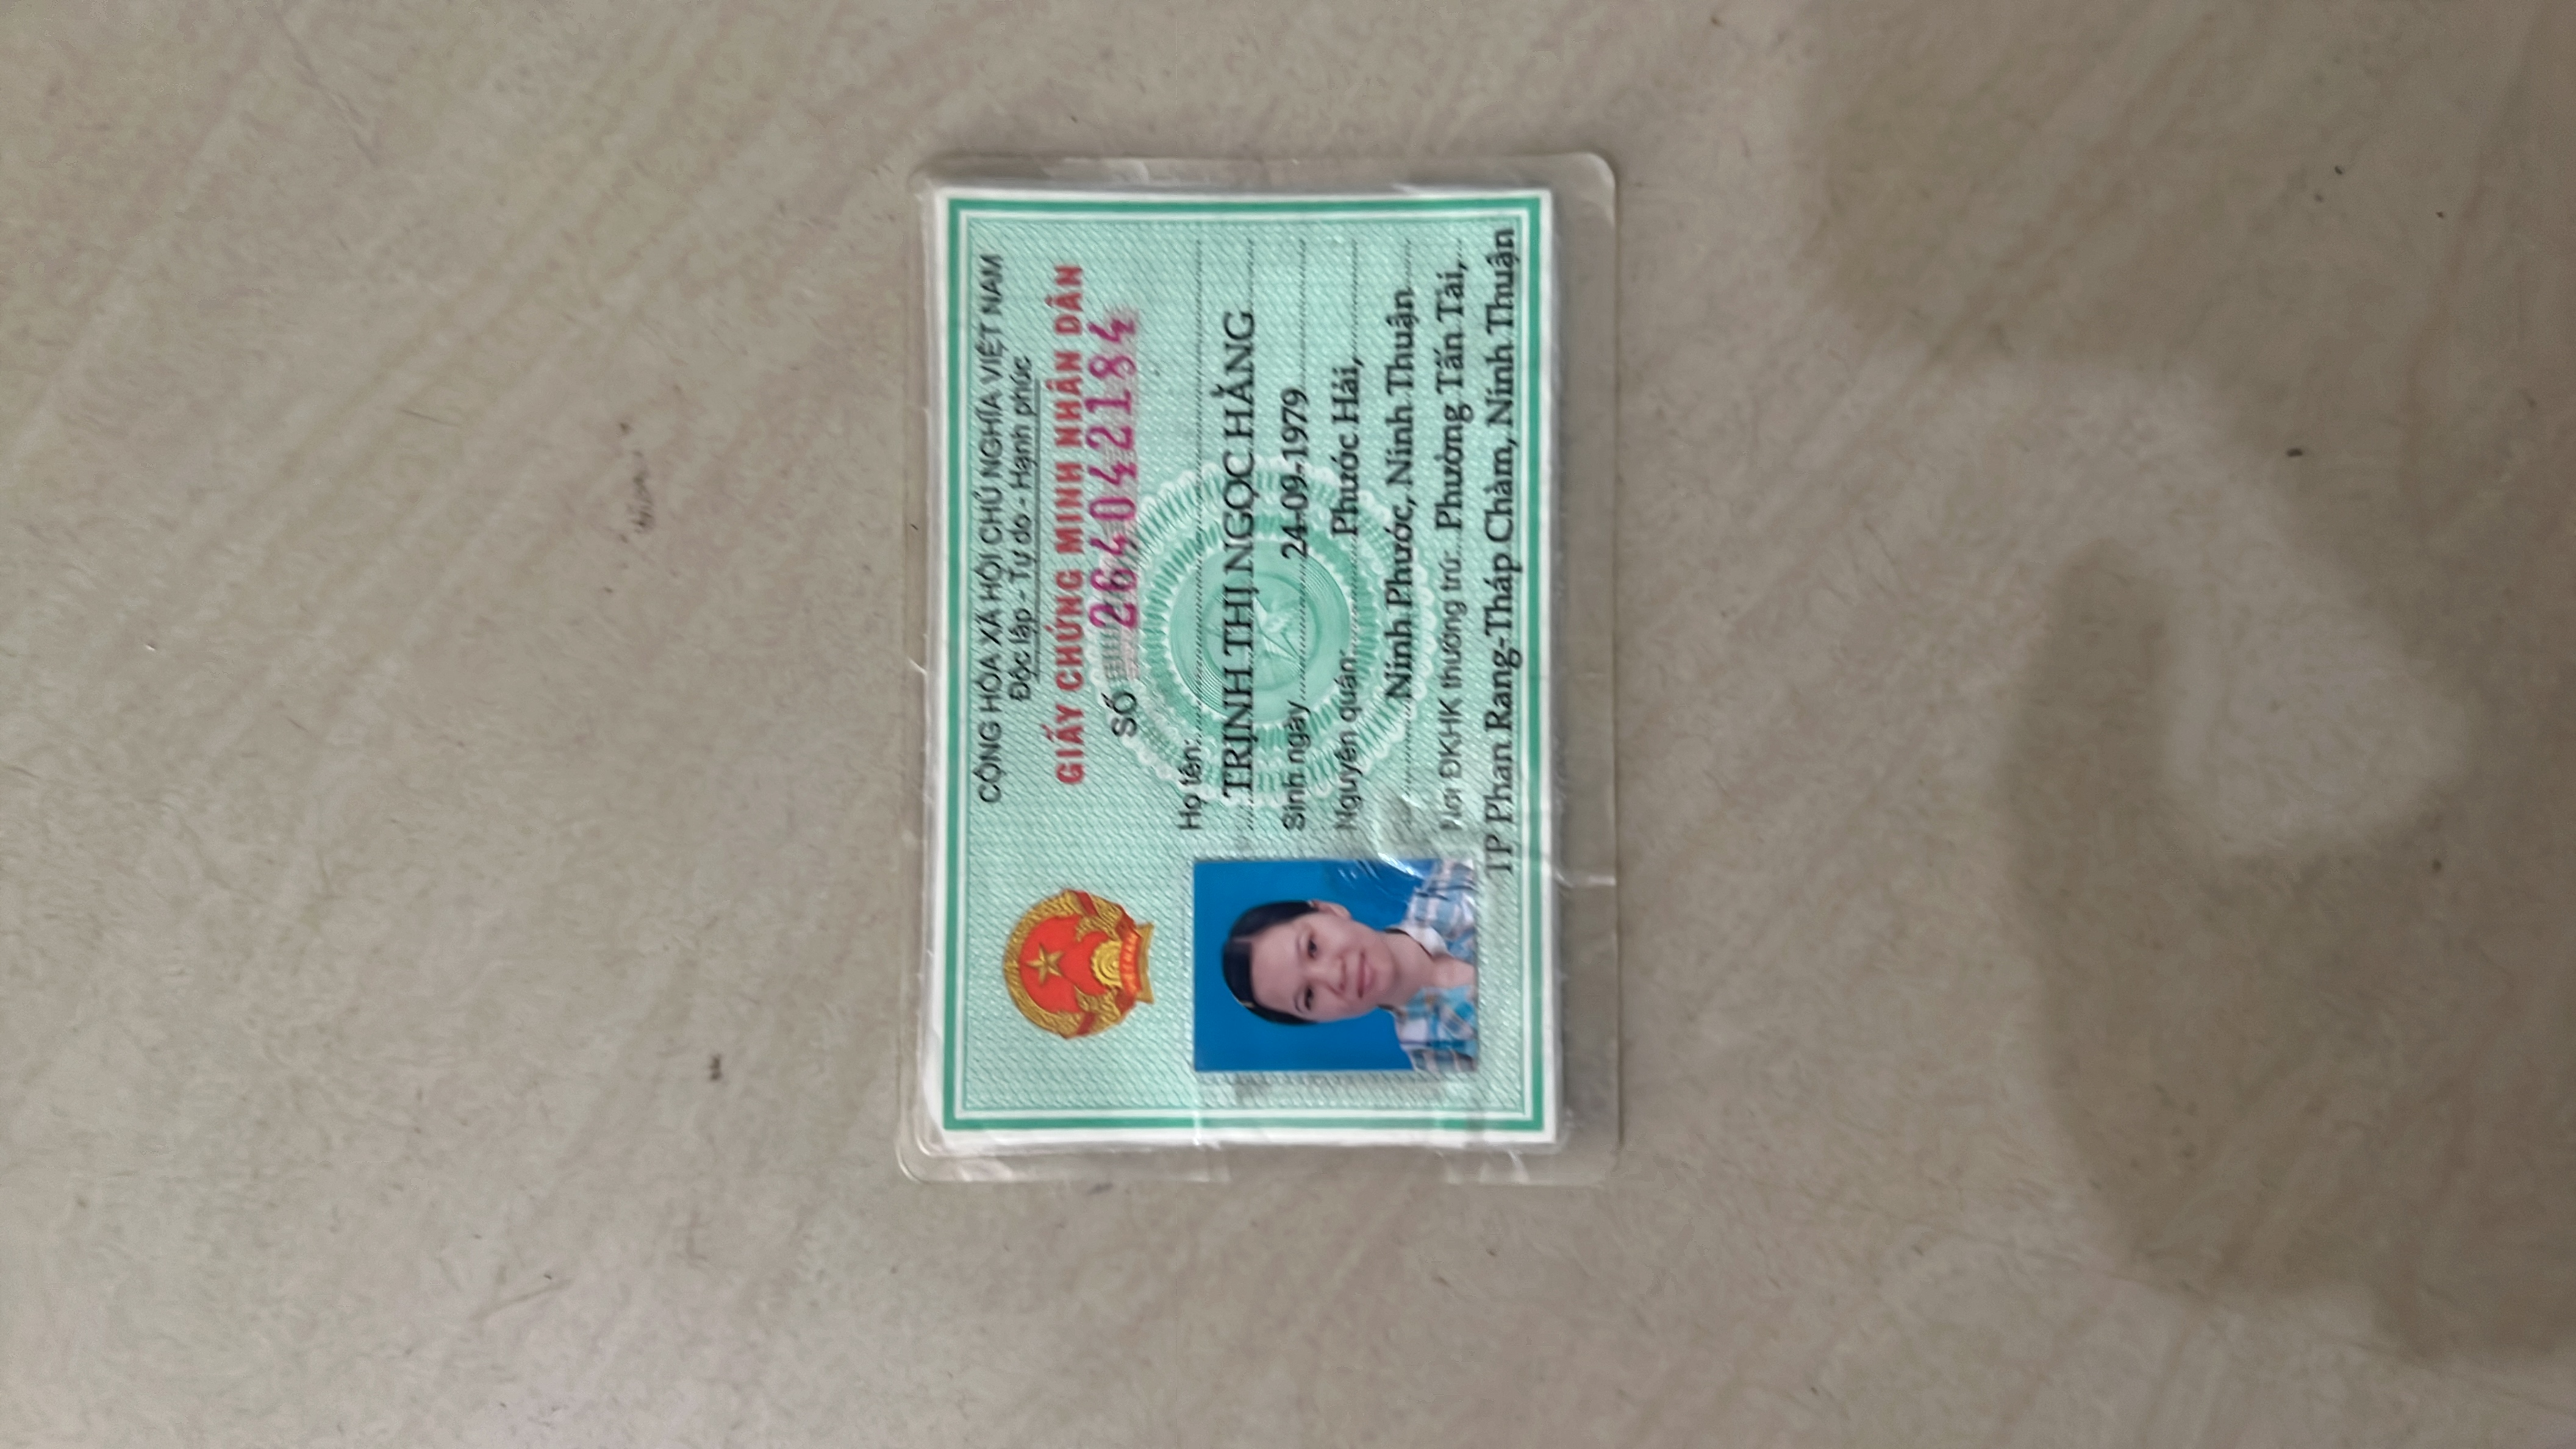 CỘNG HÒA XÃ HỘI CHỦ NGHĨA VIỆT NAM
Độc lập - Tự do - Hạnh phúc
GIẤY CHỨNG MINH NHÂN DÂN
SỐ 264042184
VIỆT NAM
Họ tên:
TRỊNH THỊ NGỌC HẰNG
Sinh ngày 24-09-1979
Nguyên quán: Phước Hải,
Ninh Phước, Ninh Thuận
Nơi ĐKHK thường trú: Phường Tấn Tài,
TP Phan Rang-Tháp Chàm, Ninh Thuận